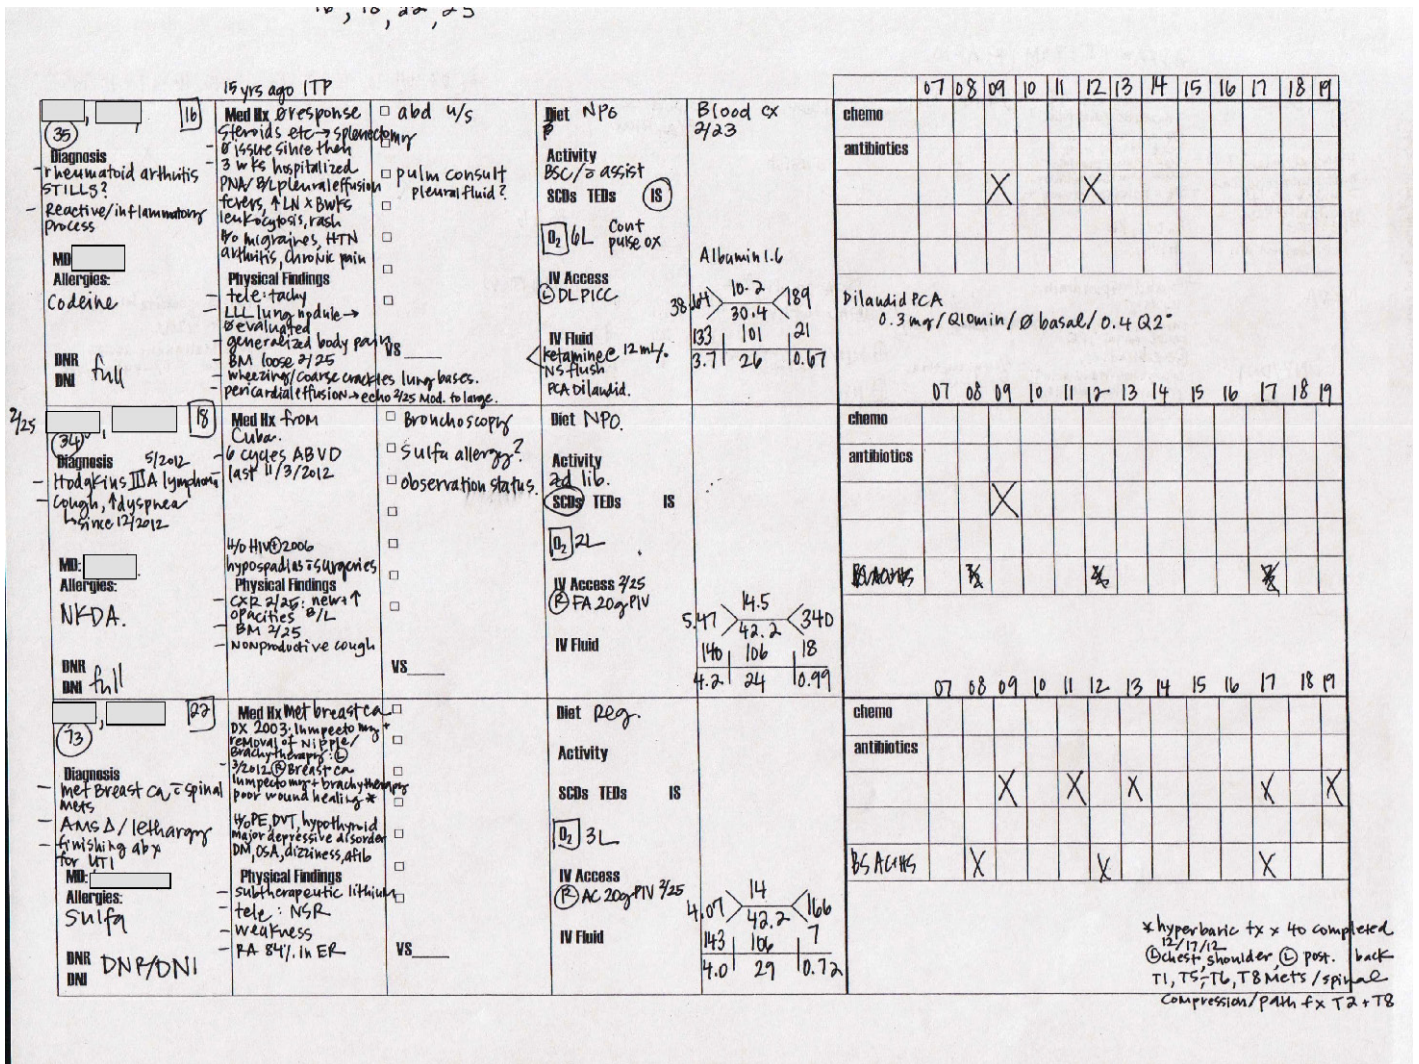 16, 18, 22, 25
07 08 09 10 11 12 13 14 15 16 17 18 19
15 yrs ago ITP
16
35
Diagnosis
- rheumatoid arthritis
STILLS?
- Reactive/inflammatory
process
MD
Allergies:
Codeine
DNR
DNI
full
Med Hx Ø response
steroids etc → splenectomy
- Ø issue since then
- 3 wks hospitalized
PNA/ B/L pleural effusion
fevers, ↑LN x 8wks
leukocytosis, rash
h/o migraines, HTN
arthritis, chronic pain
Physical Findings
- tele: tachy
- LLL lung nodule →
Ø evaluated
- generalized body pain
- BM loose 2/25
- wheezing/coarse crackles lung bases.
- pericardial effusion → echo 2/25 Mod. to large.
□ abd u/s
□ pulm consult
pleural fluid?
VS
Diet NPO
Activity
BSC/ assist
SCDs TEDs IS
O2 6L Cont
pulse ox
IV Access
Ⓛ DL PICC
IV Fluid
ketamine @ 12 mL/°
NS flush
PCA Dilaudid.
Blood cx
2/23
Albumin 1.6
38.64 10.2 189
30.4
133 101 21
3.7 26 0.67
chemo
antibiotics
X X
Dilaudid PCA
0.3 mg/Q10min/Ø basal/0.4 Q2°
07 08 09 10 11 12 13 14 15 16 17 18 19
2/25
18
34
Diagnosis 5/2012
- Hodgkins IIIA lymphoma
- Cough, ↑dyspnea
↳ since 12/2012
MD:
Allergies:
NKDA.
DNR
DNI
full
Med Hx from
Cuba.
- 6 cycles ABVD
- last 11/3/2012
H/O HIV⊕2006
hypospadias surgeries
Physical Findings
- CXR 2/25: new + ↑
opacities B/L
- BM 2/25
- Nonproductive cough
□ Bronchoscopy
□ Sulfa allergy?
□ observation status.
VS
Diet NPO.
Activity
ad lib.
SCDs TEDs IS
O2 2L
IV Access 2/25
Ⓡ FA 20g PIV
IV Fluid
5.47 14.5 340
42.2
140 106 18
4.2 24 0.99
chemo
antibiotics
X
BS ACHS
07 08 09 10 11 12 13 14 15 16 17 18 19
22
73
Diagnosis
- met Breast ca spinal
mets
- AMS Δ/ lethargy
- finishing abx
for UTI
MD:
Allergies:
Sulfa
DNR
DNI
DNR/DNI
Med Hx met breast ca
DX 2003: lumpectomy +
removal of Nipple/
Brachytherapy: Ⓛ
3/2012 Ⓡ Breast ca
lumpectomy + brachytherapy
poor wound healing *
H/o PE, DVT, hypothyroid
major depressive disorder
DM, OSA, dizziness, afib
Physical Findings
- subtherapeutic lithium
- tele: NSR
- weakness
- RA 84% in ER
VS
Diet Reg.
Activity
SCDs TEDs IS
O2 3L
IV Access
Ⓡ AC 20g PIV 2/25
IV Fluid
4.07 14 166
42.2
143 106 7
4.0 29 0.72
chemo
antibiotics
X X X X X
BS ACHS X X X
* hyperbaric tx x 40 completed
12/17/12
Ⓛ chest, shoulder, Ⓛ post. back
T1, T5-T6, T8 Mets/spinal
compression/path fx T2 + T8